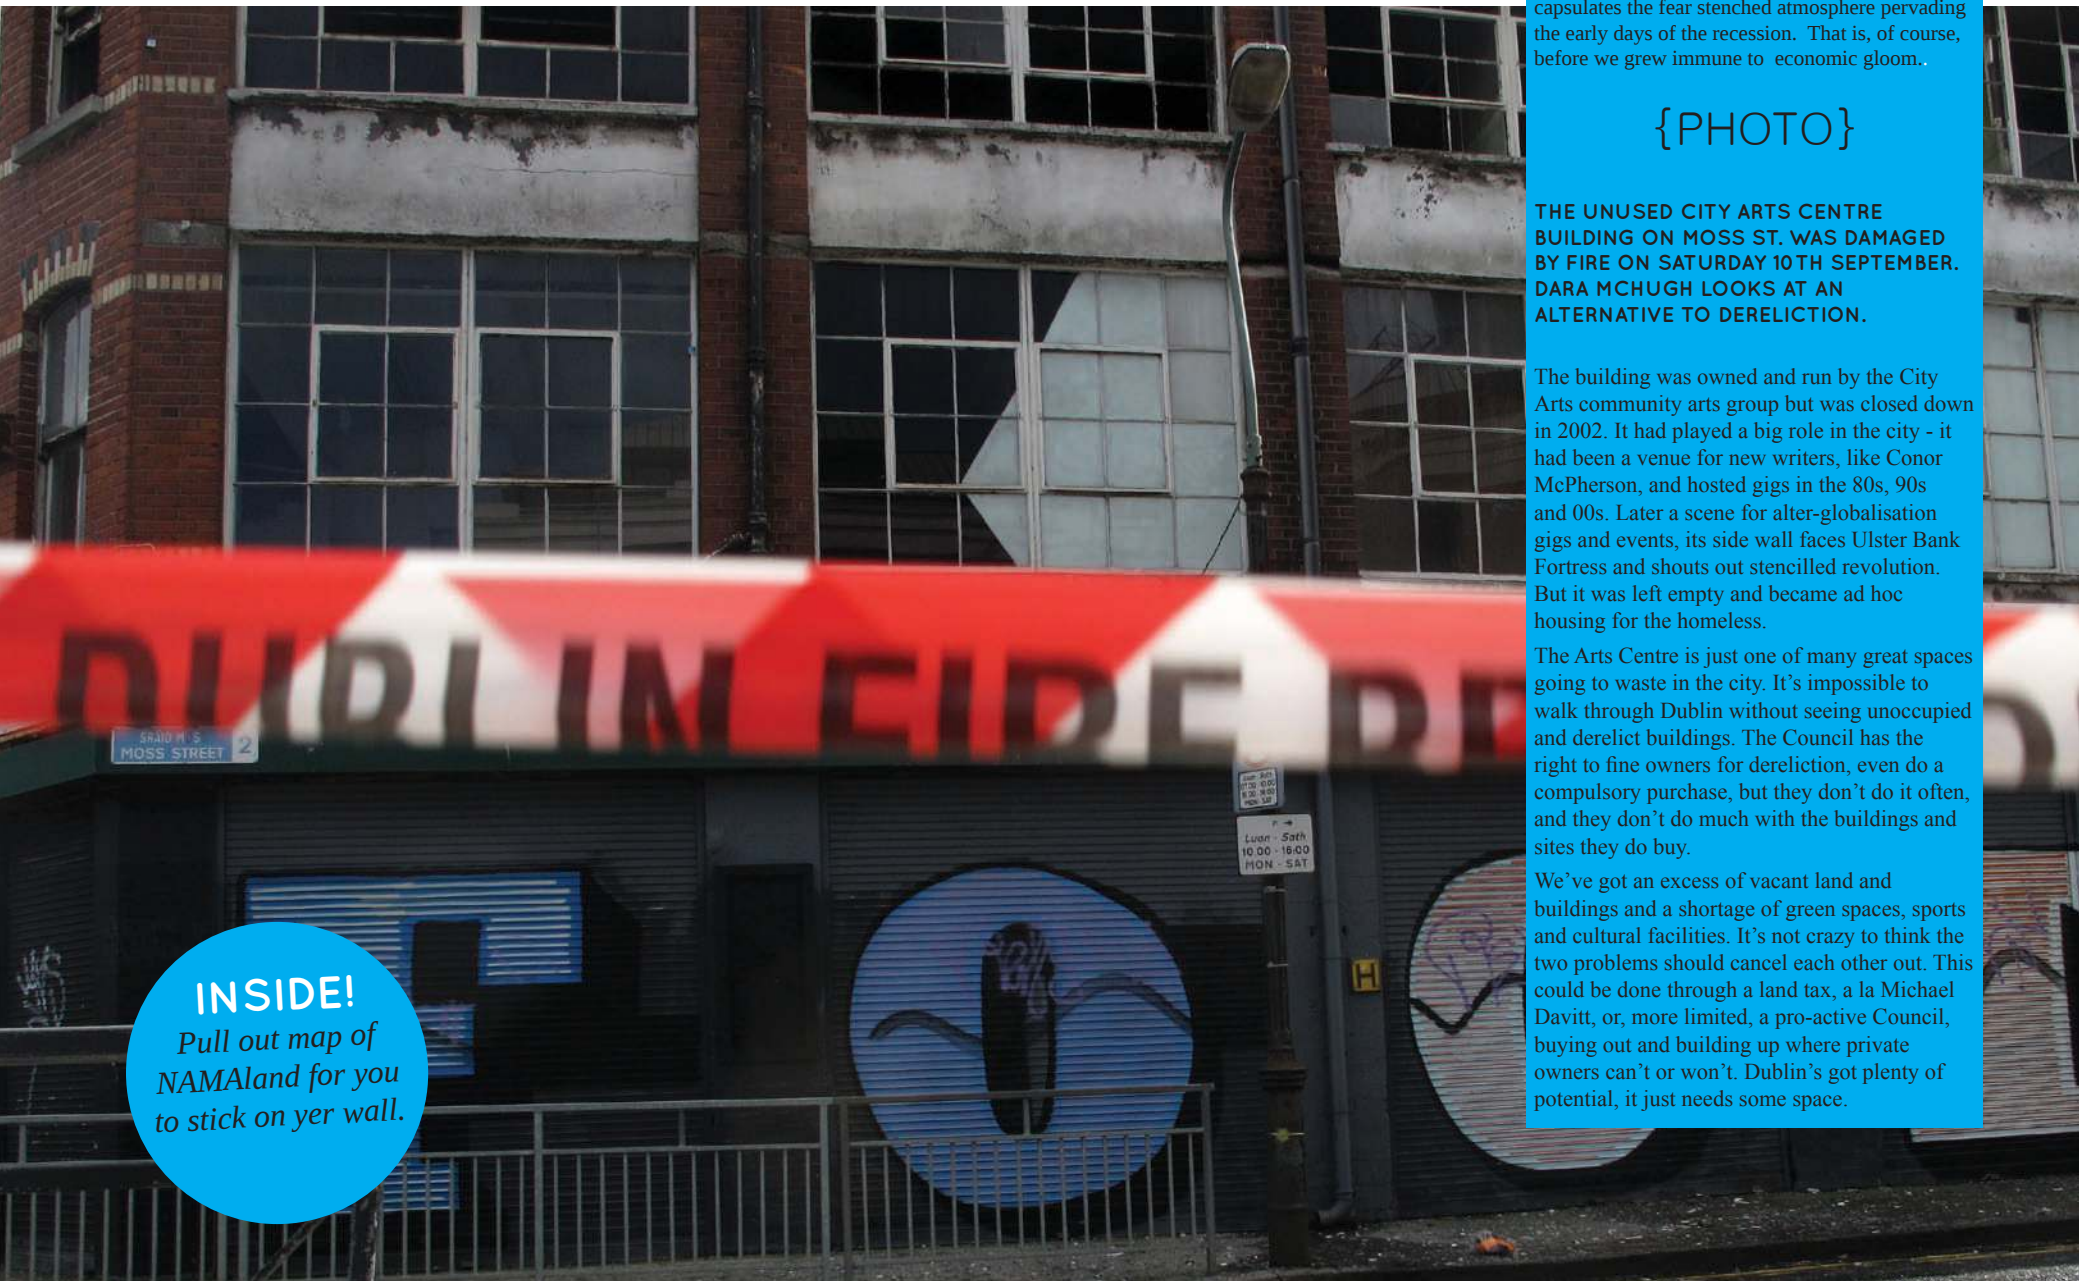 capsulates the fear stenched atmosphere pervading
the early days of the recession. That is, of course,
before we grew immune to economic gloom..
{PHOTO}
THE UNUSED CITY ARTS CENTRE
BUILDING ON MOSS ST. WAS DAMAGED
BY FIRE ON SATURDAY 10TH SEPTEMBER.
DARA MCHUGH LOOKS AT AN
ALTERNATIVE TO DERELICTION.
The building was owned and run by the City
Arts community arts group but was closed down
in 2002. It had played a big role in the city - it
had been a venue for new writers, like Conor
McPherson, and hosted gigs in the 80s, 90s
and 00s. Later a scene for alter-globalisation
gigs and events, its side wall faces Ulster Bank
Fortress and shouts out stencilled revolution.
But it was left empty and became ad hoc
housing for the homeless.
The Arts Centre is just one of many great spaces
going to waste in the city. It's impossible to
walk through Dublin without seeing unoccupied
and derelict buildings. The Council has the
right to fine owners for dereliction, even do a
compulsory purchase, but they don't do it often,
and they don't do much with the buildings and
sites they do buy.
We've got an excess of vacant land and
buildings and a shortage of green spaces, sports
and cultural facilities. It's not crazy to think the
two problems should cancel each other out. This
could be done through a land tax, a la Michael
Davitt, or, more limited, a pro-active Council,
buying out and building up where private
owners can't or won't. Dublin's got plenty of
potential, it just needs some space.
DUBLIN FIRE BR
MOSS STREET 2
Luan - Sath
10.00 - 16.00
MON - SAT
H
INSIDE!
Pull out map of
NAMAland for you
to stick on yer wall.